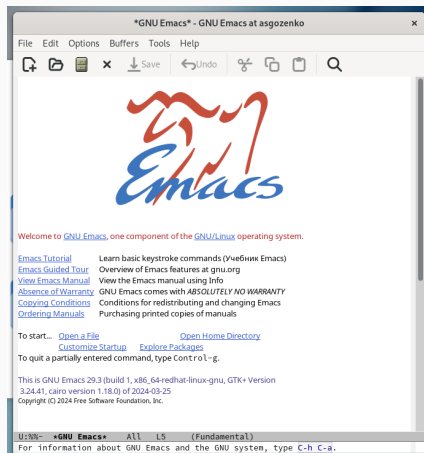 *GNU Emacs* - GNU Emacs at asgozenko ×
File Edit Options Buffers Tools Help
Save Undo
Emacs
Welcome to GNU Emacs, one component of the GNU/Linux operating system.
Emacs Tutorial Learn basic keystroke commands (Учебник Emacs)
Emacs Guided Tour Overview of Emacs features at gnu.org
View Emacs Manual View the Emacs manual using Info
Absence of Warranty GNU Emacs comes with ABSOLUTELY NO WARRANTY
Copying Conditions Conditions for redistributing and changing Emacs
Ordering Manuals Purchasing printed copies of manuals
To start... Open a File Open Home Directory
Customize Startup Explore Packages
To quit a partially entered command, type Control-g.
This is GNU Emacs 29.3 (build 1, x86_64-redhat-linux-gnu, GTK+ Version
3.24.41, cairo version 1.18.0) of 2024-03-25
Copyright (C) 2024 Free Software Foundation, Inc.
U:%%- *GNU Emacs* All L5 (Fundamental)
For information about GNU Emacs and the GNU system, type C-h C-a.